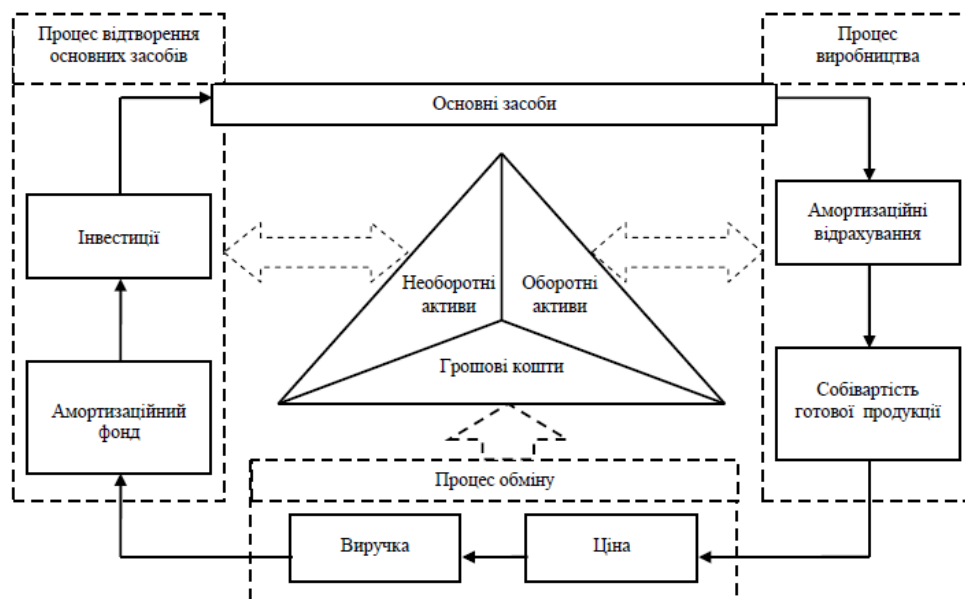 Процес відтворення
основних засобів
Процес
виробництва
Основні засоби
Інвестиції
Амортизаційні
відрахування
Необоротні
активи
Оборотні
активи
Грошові кошти
Амортизаційний
фонд
Собівартість
готової продукції
Процес обміну
Виручка
Ціна